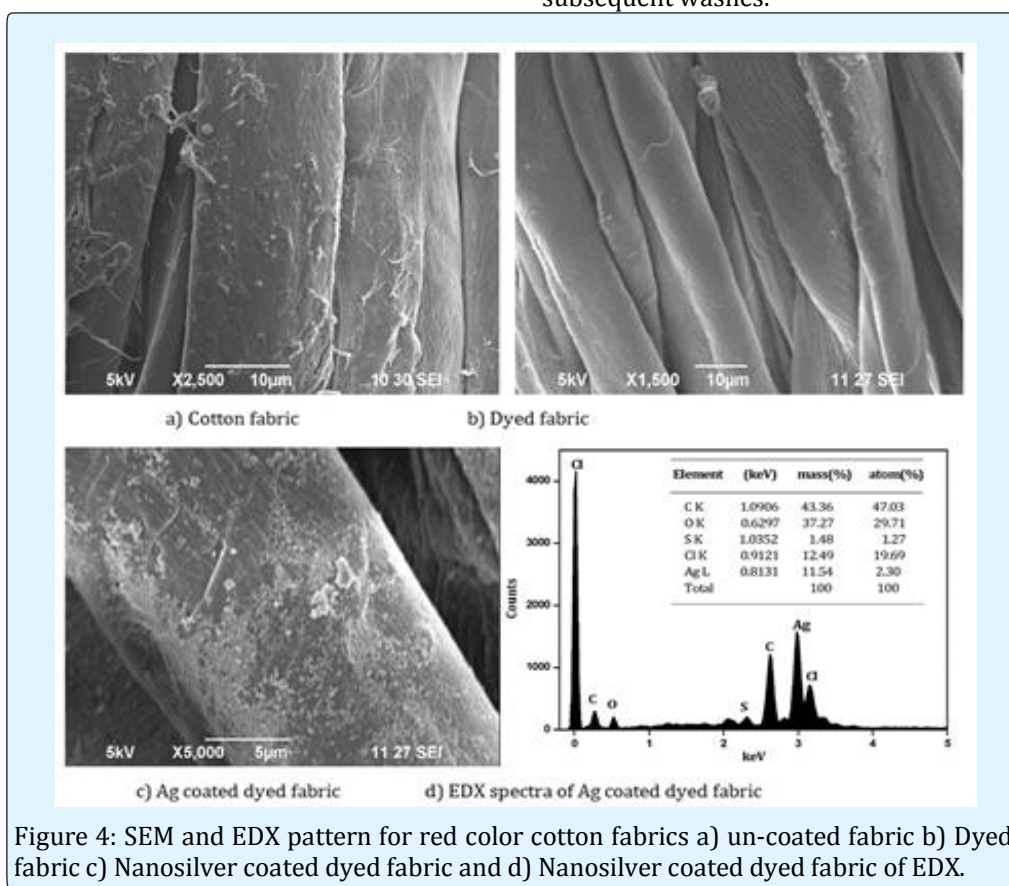 subsequent washes.
5kV X2,500 10µm 10 30 SEI
5kV X1,500 10µm 11 27 SEI
a) Cotton fabric b) Dyed fabric
5kV X5,000 5µm 11 27 SEI
Cl
4000
3000
2000
1000
0
Counts
Element (keV) mass(%) atom(%)
C K 1.0906 43.36 47.03
O K 0.6297 37.27 29.71
S K 1.0352 1.48 1.27
Cl K 0.9121 12.49 19.69
Ag L 0.8131 11.54 2.30
Total 100 100
C O S C Ag Cl
0 1 2 3 4 5
keV
c) Ag coated dyed fabric d) EDX spectra of Ag coated dyed fabric
Figure 4: SEM and EDX pattern for red color cotton fabrics a) un-coated fabric b) Dyed
fabric c) Nanosilver coated dyed fabric and d) Nanosilver coated dyed fabric of EDX.